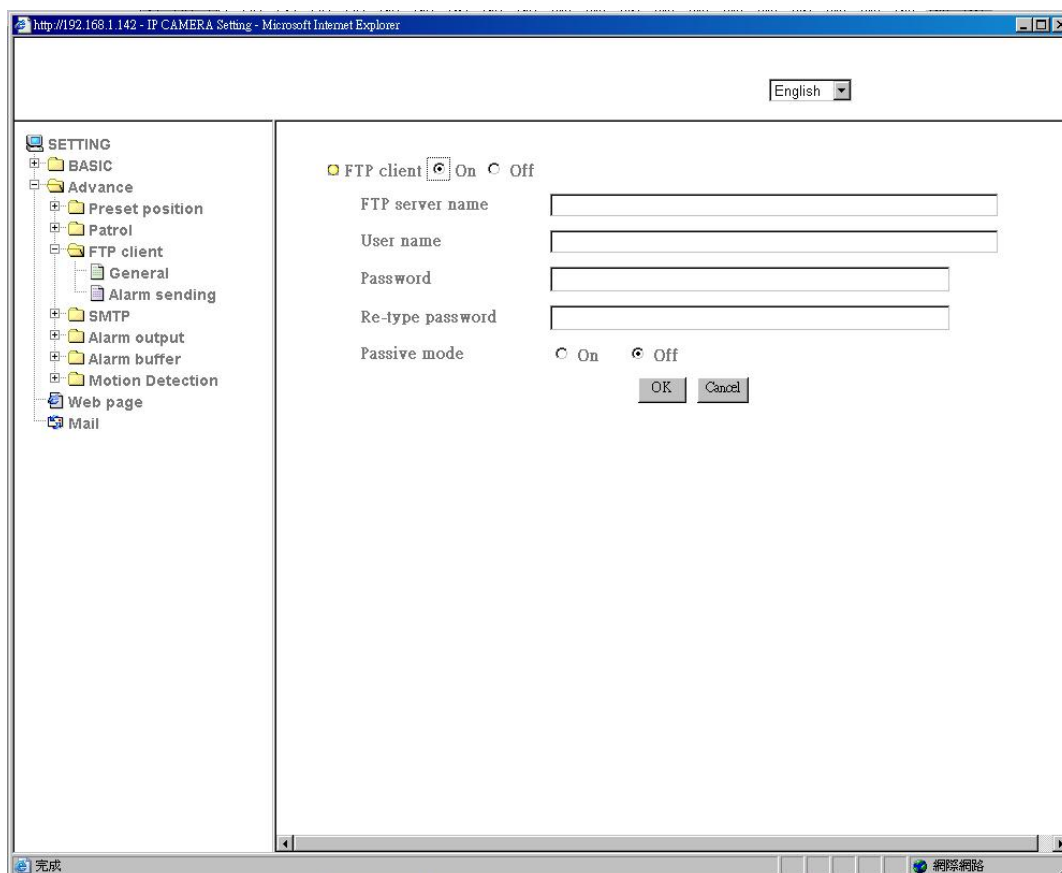 http://192.168.1.142 - IP CAMERA Setting - Microsoft Internet Explorer
English
SETTING
BASIC
Advance
Preset position
Patrol
FTP client
General
Alarm sending
SMTP
Alarm output
Alarm buffer
Motion Detection
Web page
Mail
FTP client On Off
FTP server name
User name
Password
Re-type password
Passive mode On Off
OK Cancel
完成
網際網路